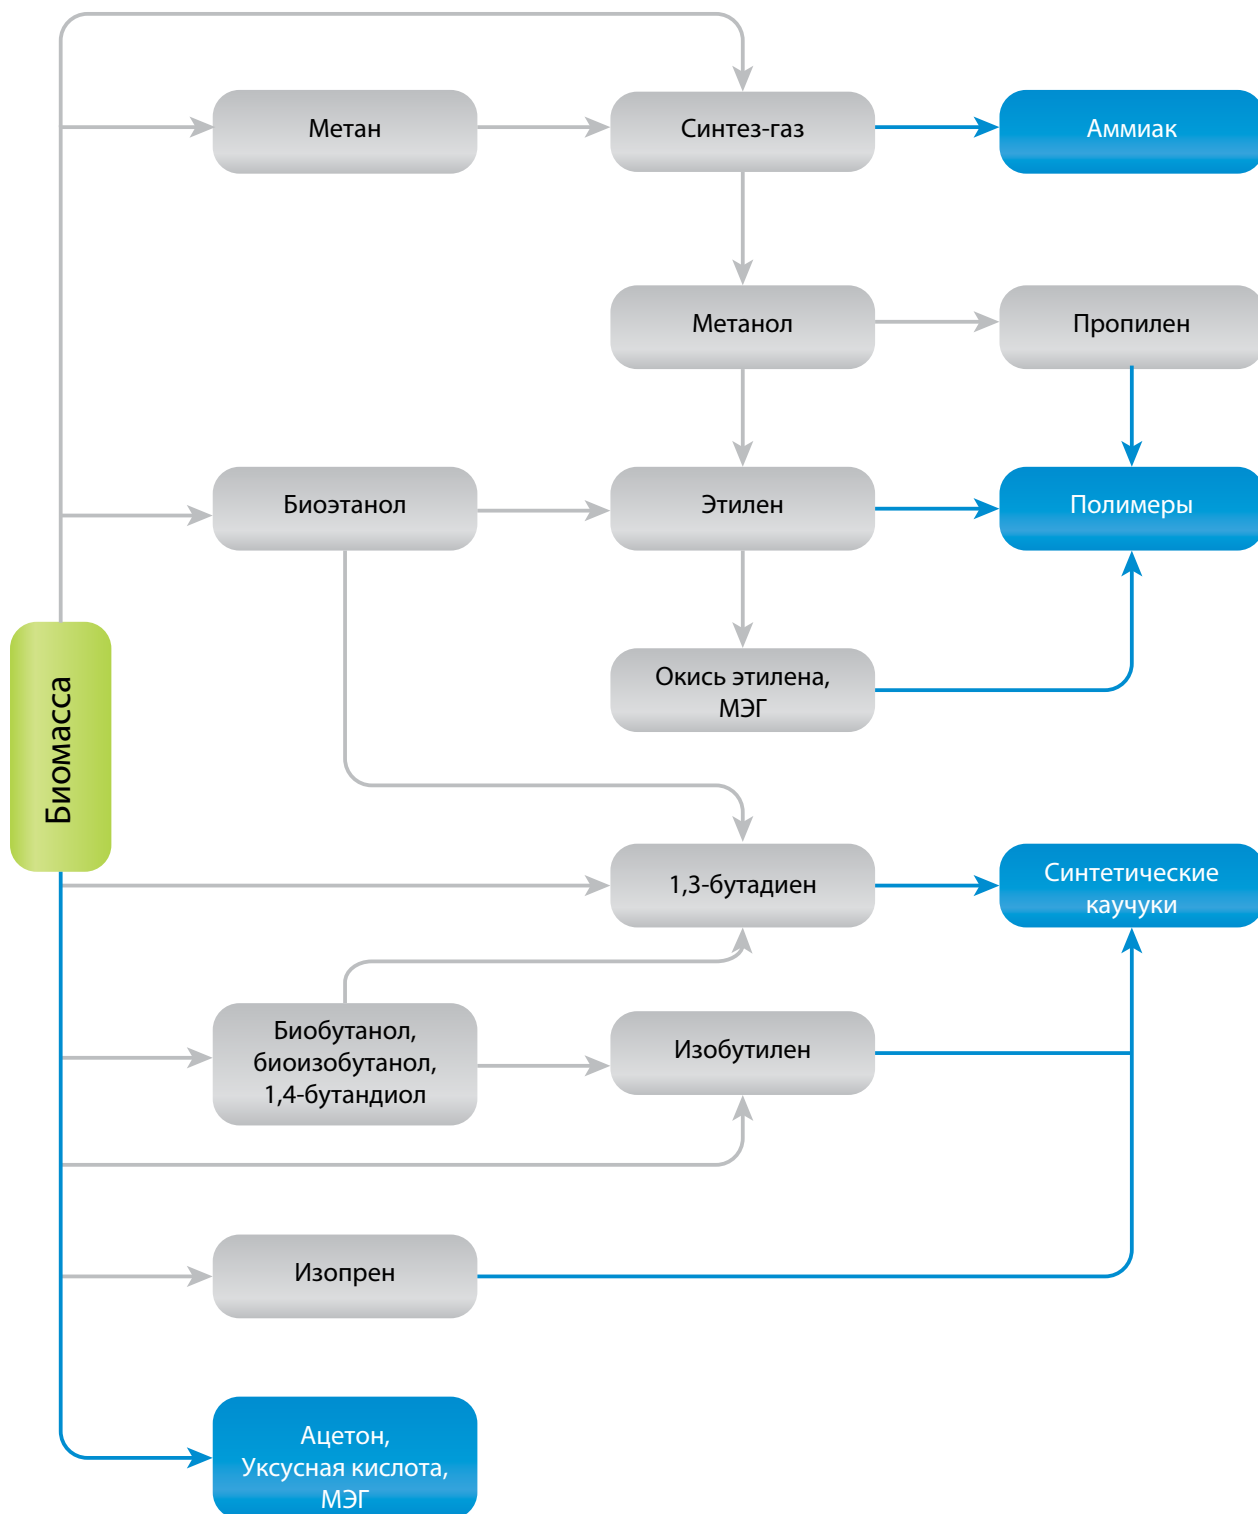 Метан
Синтез-газ
Аммиак
Метанол
Пропилен
Биоэтанол
Этилен
Полимеры
Окись этилена,
МЭГ
Биомасса
1,3-бутадиен
Синтетические
каучуки
Биобутанол,
биоизобутанол,
1,4-бутандиол
Изобутилен
Изопрен
Ацетон,
Уксусная кислота,
МЭГ